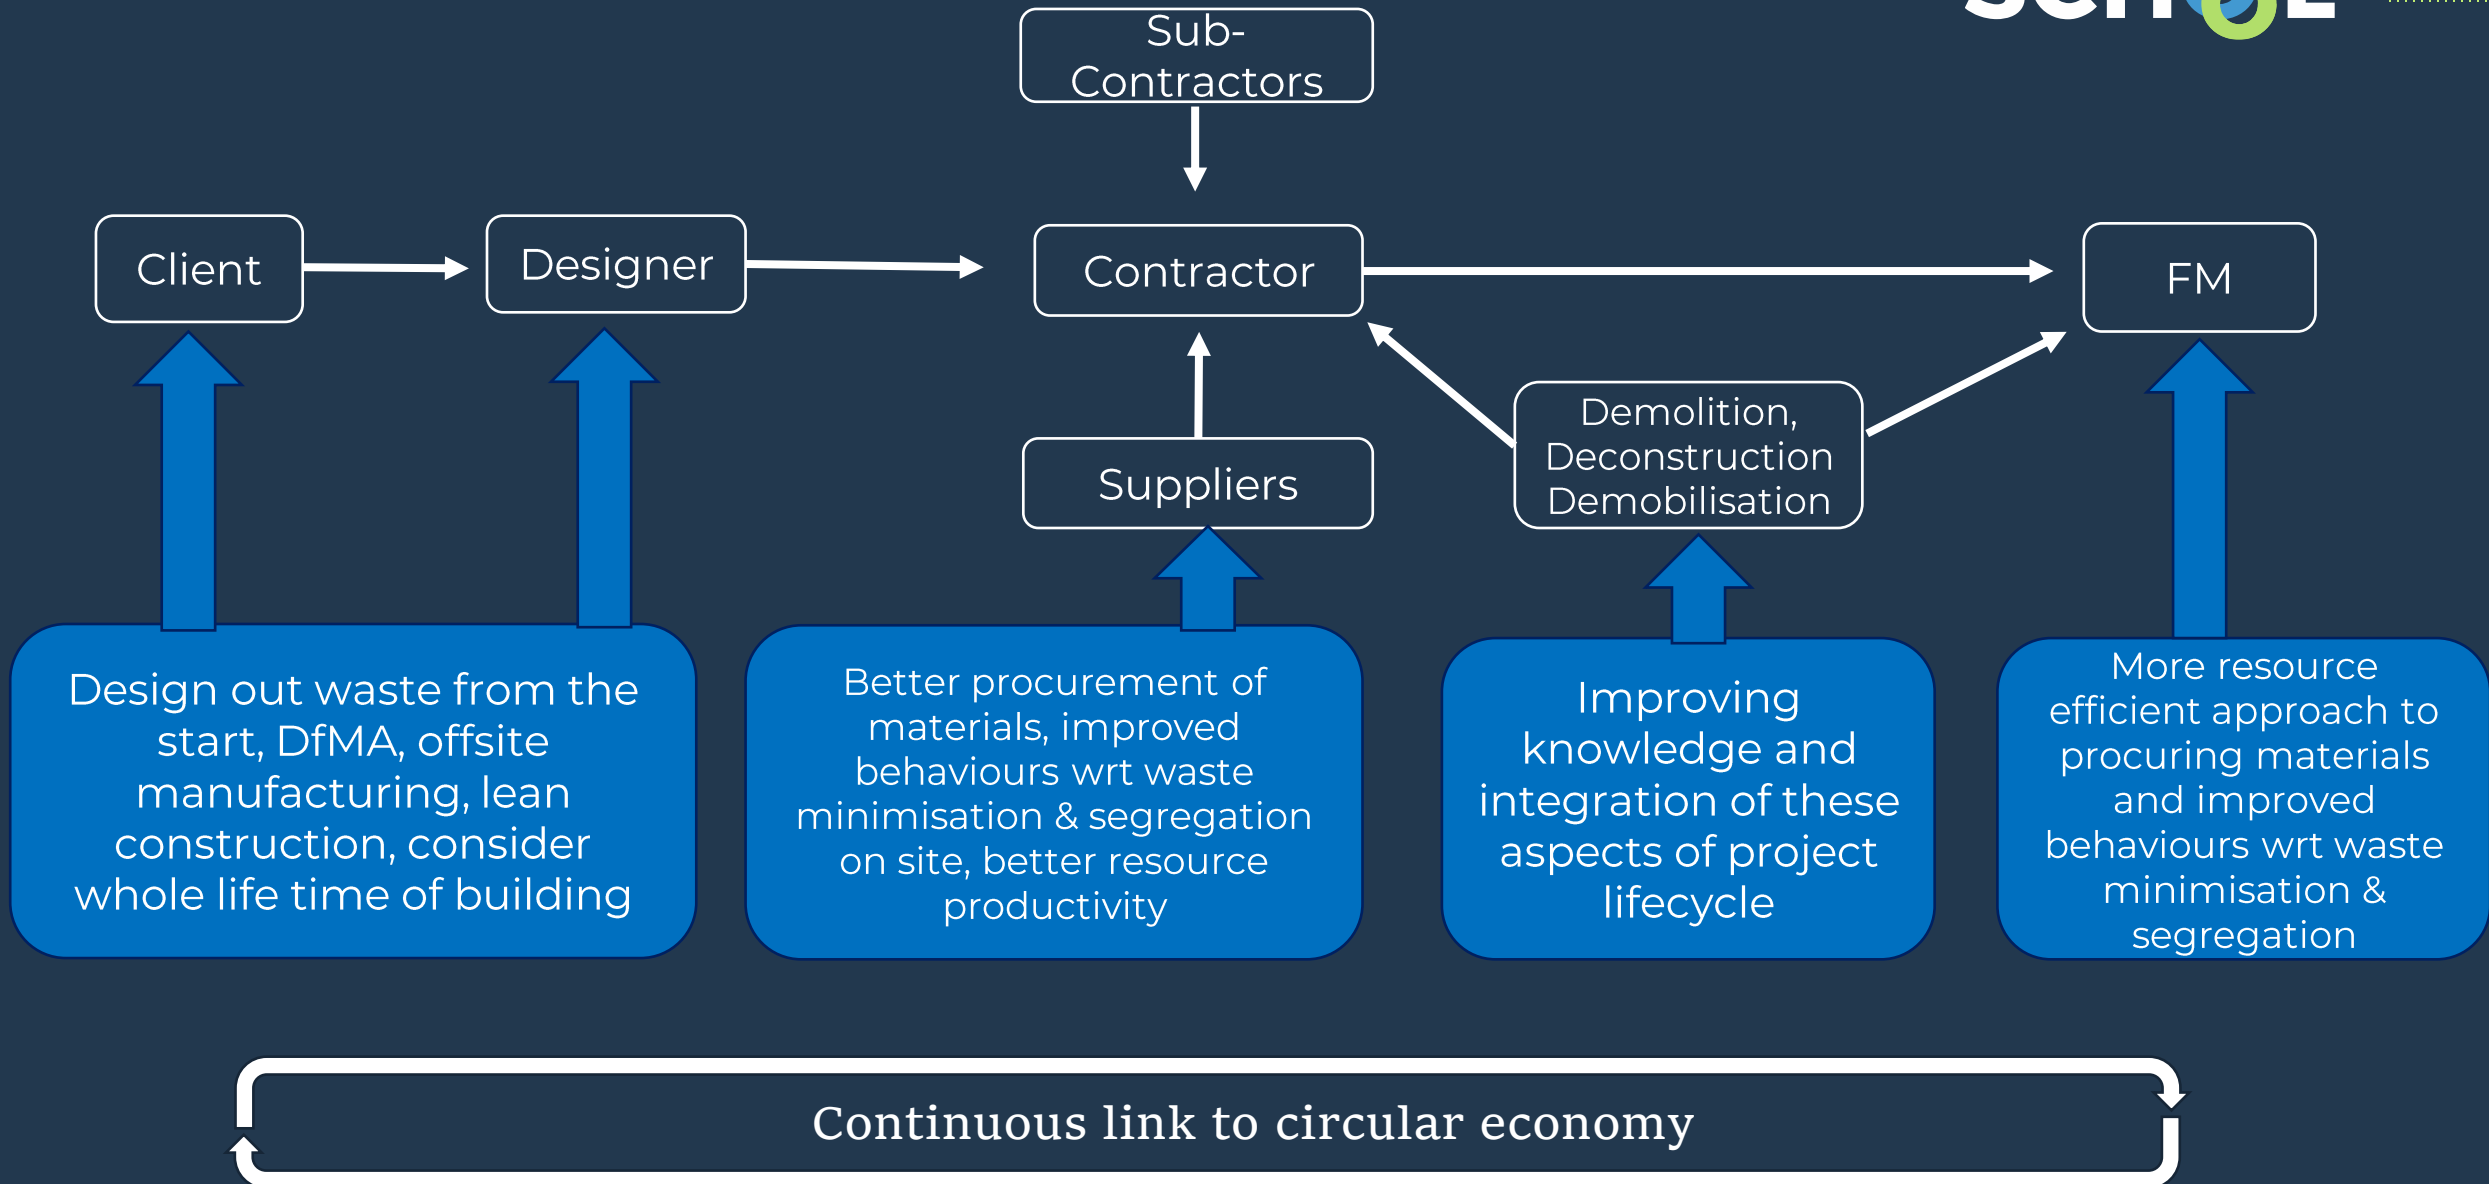 Sub-
Contractors
Client
Designer
Contractor
FM
Suppliers
Demolition,
Deconstruction
Demobilisation
Design out waste from the
start, DfMA, offsite
manufacturing, lean
construction, consider
whole life time of building
Better procurement of
materials, improved
behaviours wrt waste
minimisation & segregation
on site, better resource
productivity
Improving
knowledge and
integration of these
aspects of project
lifecycle
More resource
efficient approach to
procuring materials
and improved
behaviours wrt waste
minimisation &
segregation
Continuous link to circular economy